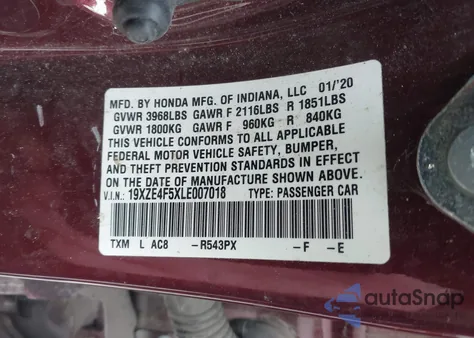 MFD. BY HONDA MFG. OF INDIANA, LLC 01/'20
GVWR 3968LBS GAWR F 2116LBS R 1851LBS
GVWR 1800KG GAWR F 960KG R 840KG
THIS VEHICLE CONFORMS TO ALL APPLICABLE
FEDERAL MOTOR VEHICLE SAFETY, BUMPER,
AND THEFT PREVENTION STANDARDS IN EFFECT
ON THE DATE OF MANUFACTURE SHOWN ABOVE.
V.I.N.: 19XZE4F5XLE007018 TYPE: PASSENGER CAR
TXM L AC8 -R543PX -F -E
autoSnap